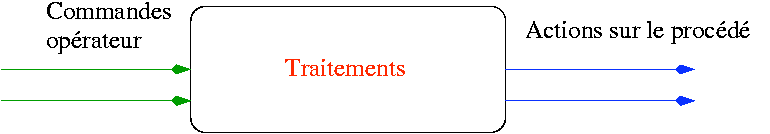 Commandes
opérateur
Traitements
Actions sur le procédé